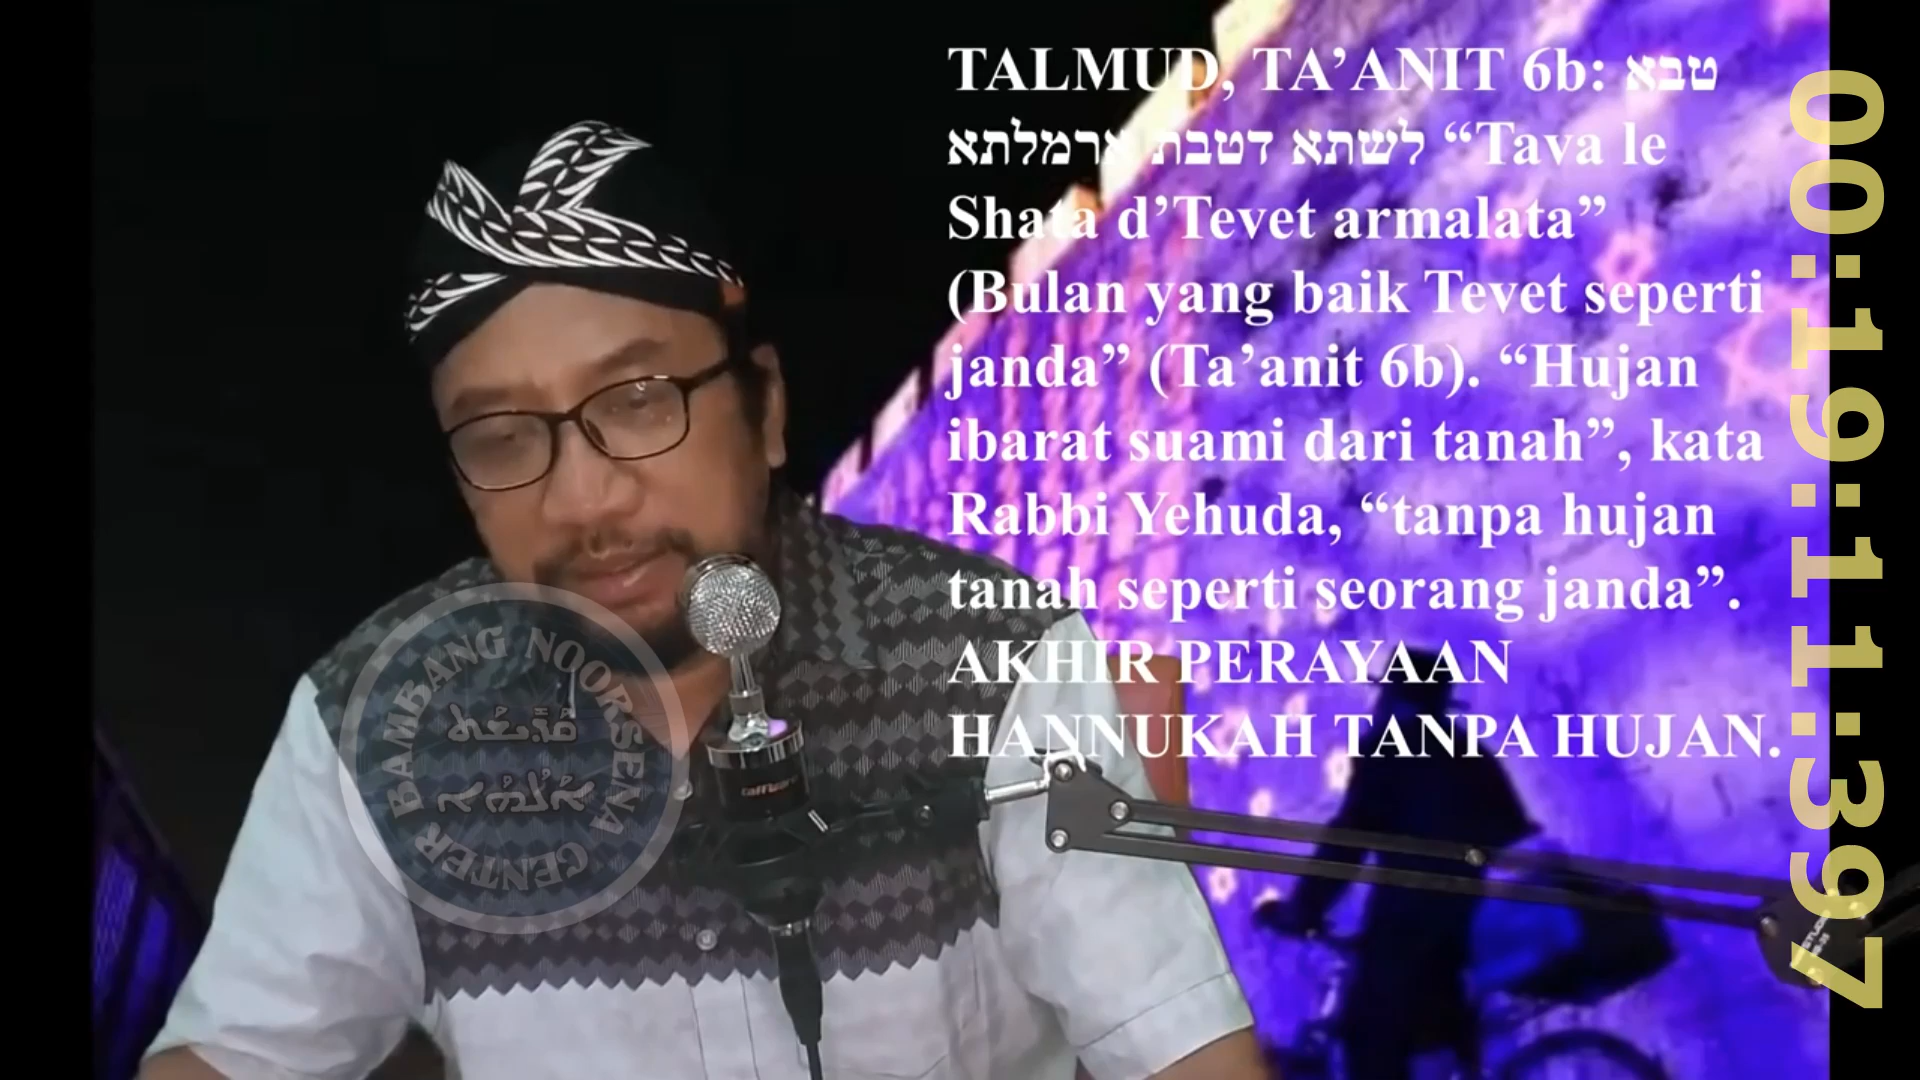 TALMUD, TA’ANIT 6b: טבא
לשתא דטבת ארמלתא “Tava le
Shata d’Tevet armalata”
(Bulan yang baik Tevet seperti
janda” (Ta’anit 6b). “Hujan
ibarat suami dari tanah”, kata
Rabbi Yehuda, “tanpa hujan
tanah seperti seorang janda”.
AKHIR PERAYAAN
HANNUKAH TANPA HUJAN.
00:19:11:397
BAMBANG NOORSENA CENTER
taffware